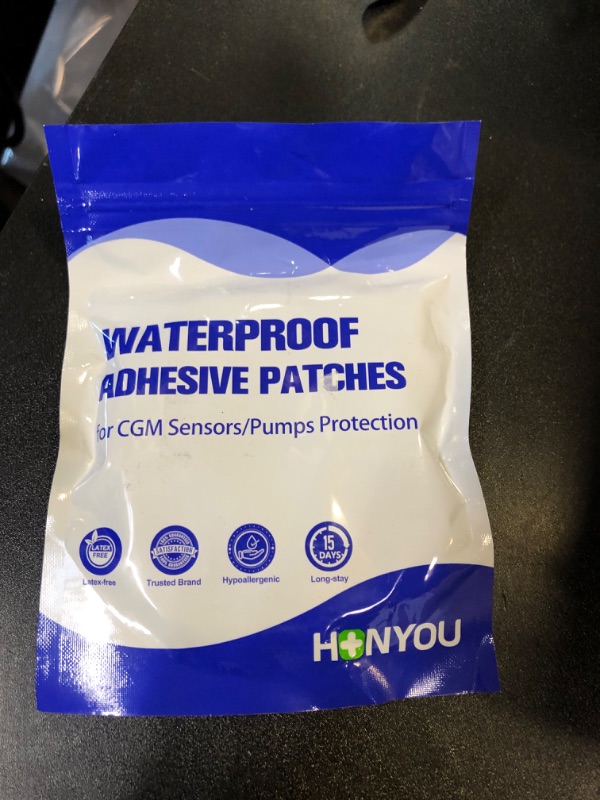 WATERPROOF
ADHESIVE PATCHES
for CGM Sensors/Pumps Protection
LATEX
FREE
SATISFACTION
15
DAYS
Latex-free
Trusted Brand
Hypoallergenic
Long-stay
HONYOU